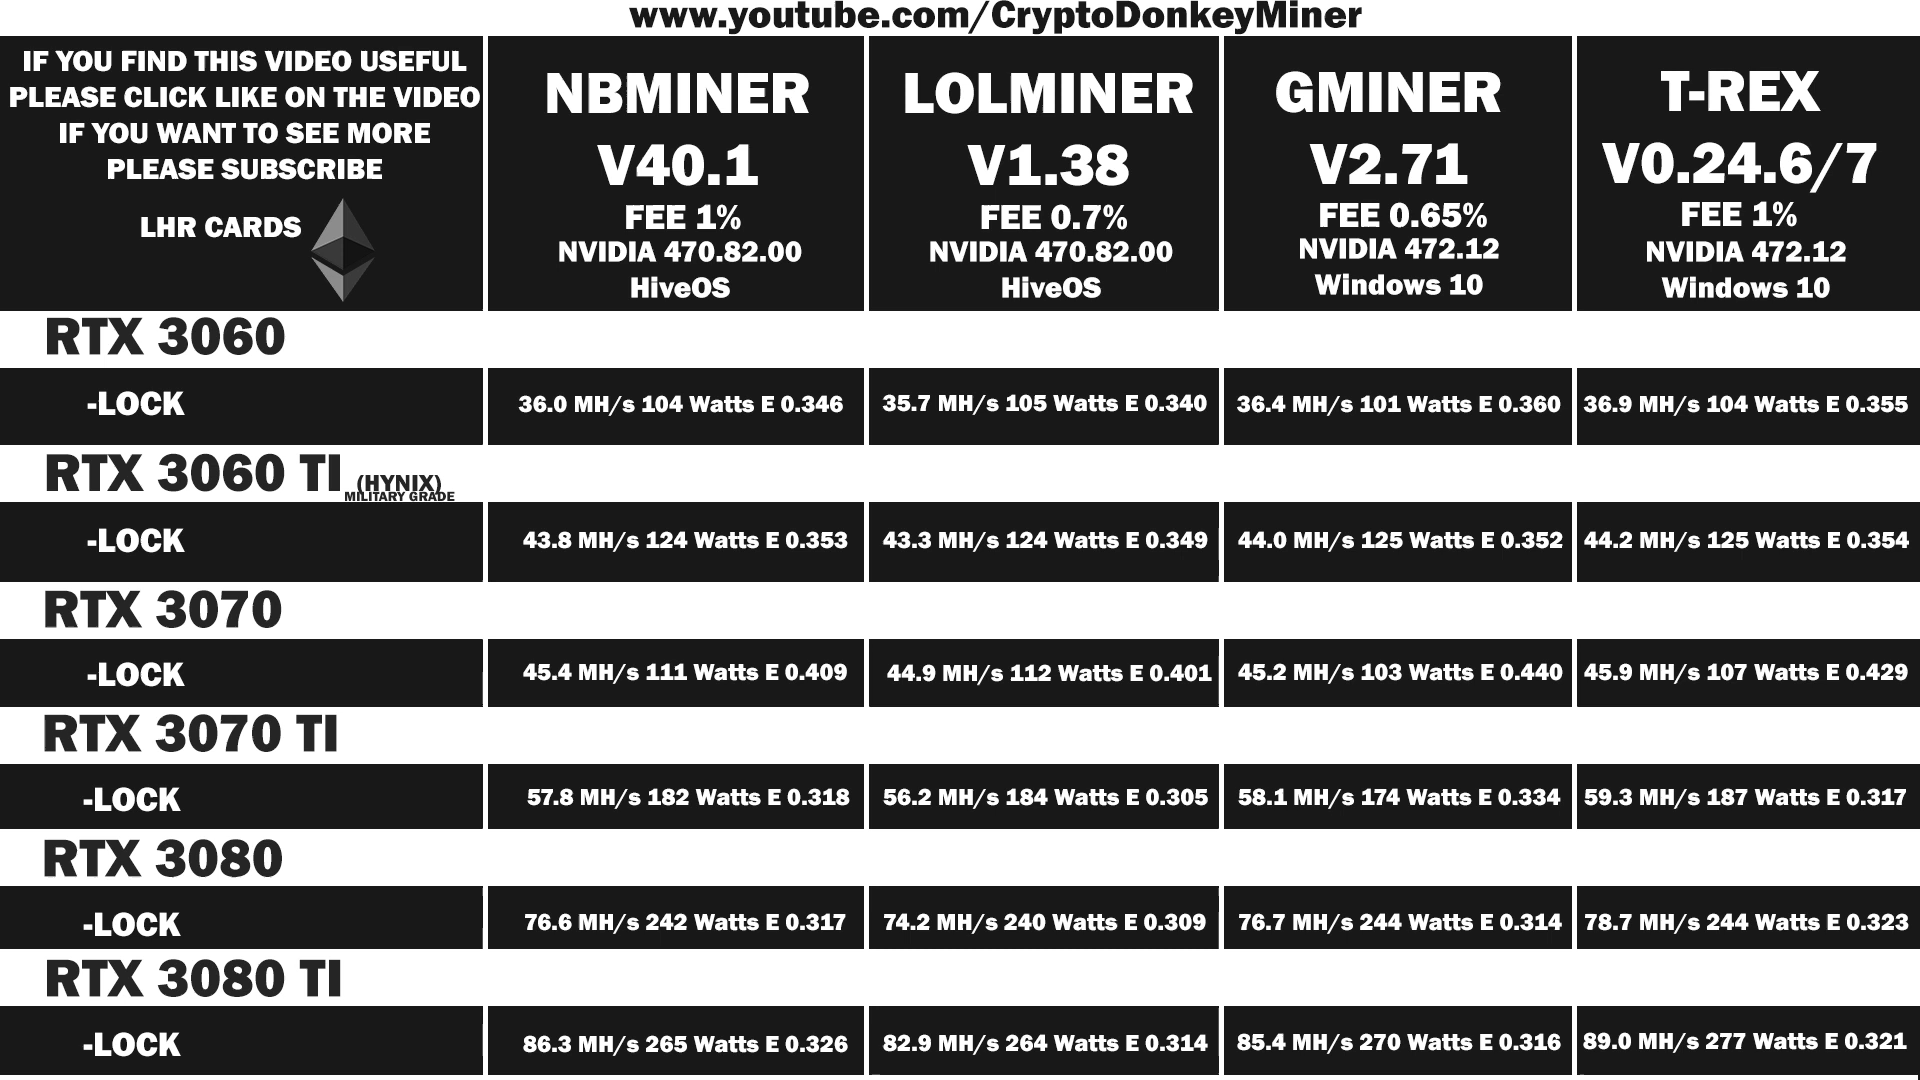 www.youtube.com/CryptoDonkeyMiner
IF YOU FIND THIS VIDEO USEFUL
PLEASE CLICK LIKE ON THE VIDEO
IF YOU WANT TO SEE MORE
PLEASE SUBSCRIBE
LHR CARDS
NBMINER
V40.1
FEE 1%
NVIDIA 470.82.00
HiveOS
LOLMINER
V1.38
FEE 0.7%
NVIDIA 470.82.00
HiveOS
GMINER
V2.71
FEE 0.65%
NVIDIA 472.12
Windows 10
T-REX
V0.24.6/7
FEE 1%
NVIDIA 472.12
Windows 10
RTX 3060
-LOCK
36.0 MH/s 104 Watts E 0.346
35.7 MH/s 105 Watts E 0.340
36.4 MH/s 101 Watts E 0.360
36.9 MH/s 104 Watts E 0.355
RTX 3060 TI (HYNIX)
MILITARY GRADE
-LOCK
43.8 MH/s 124 Watts E 0.353
43.3 MH/s 124 Watts E 0.349
44.0 MH/s 125 Watts E 0.352
44.2 MH/s 125 Watts E 0.354
RTX 3070
-LOCK
45.4 MH/s 111 Watts E 0.409
44.9 MH/s 112 Watts E 0.401
45.2 MH/s 103 Watts E 0.440
45.9 MH/s 107 Watts E 0.429
RTX 3070 TI
-LOCK
57.8 MH/s 182 Watts E 0.318
56.2 MH/s 184 Watts E 0.305
58.1 MH/s 174 Watts E 0.334
59.3 MH/s 187 Watts E 0.317
RTX 3080
-LOCK
76.6 MH/s 242 Watts E 0.317
74.2 MH/s 240 Watts E 0.309
76.7 MH/s 244 Watts E 0.314
78.7 MH/s 244 Watts E 0.323
RTX 3080 TI
-LOCK
86.3 MH/s 265 Watts E 0.326
82.9 MH/s 264 Watts E 0.314
85.4 MH/s 270 Watts E 0.316
89.0 MH/s 277 Watts E 0.321